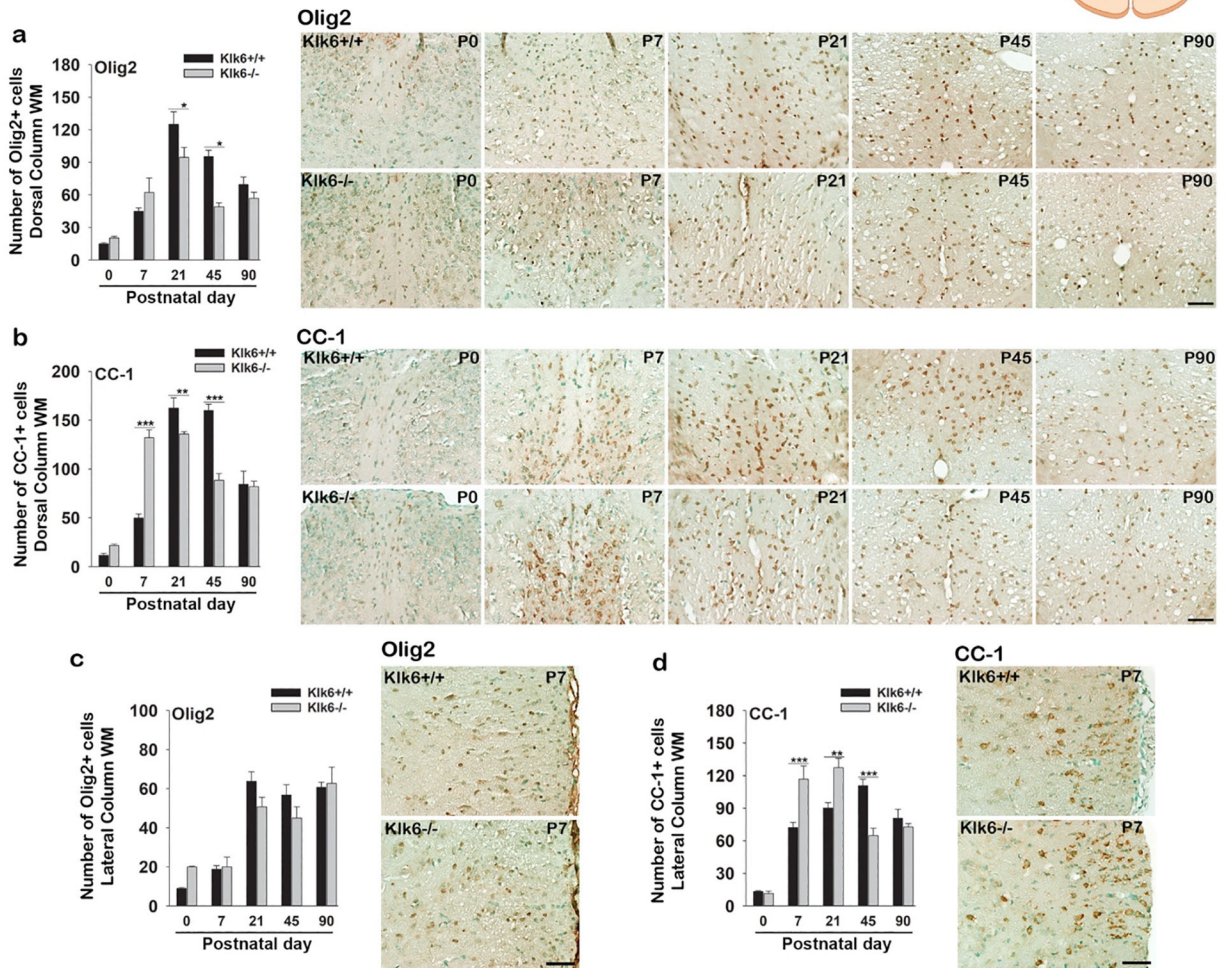 a
Olig2
Klk6+/+
Klk6-/-
Number of Olig2+ cells
Dorsal Column WM
180
150
120
90
60
30
0
*
*
0 7 21 45 90
Postnatal day
Olig2
Klk6+/+ P0 P7 P21 P45 P90
Klk6-/- P0 P7 P21 P45 P90
b
CC-1
Klk6+/+
Klk6-/-
Number of CC-1+ cells
Dorsal Column WM
200
150
100
50
0
***
**
***
0 7 21 45 90
Postnatal day
CC-1
Klk6+/+ P0 P7 P21 P45 P90
Klk6-/- P0 P7 P21 P45 P90
c
Olig2
Klk6+/+
Klk6-/-
Number of Olig2+ cells
Lateral Column WM
100
80
60
40
20
0
0 7 21 45 90
Postnatal day
Olig2
Klk6+/+ P7
Klk6-/- P7
d
CC-1
Klk6+/+
Klk6-/-
Number of CC-1+ cells
Lateral Column WM
180
150
120
90
60
30
0
***
**
***
0 7 21 45 90
Postnatal day
CC-1
Klk6+/+ P7
Klk6-/- P7